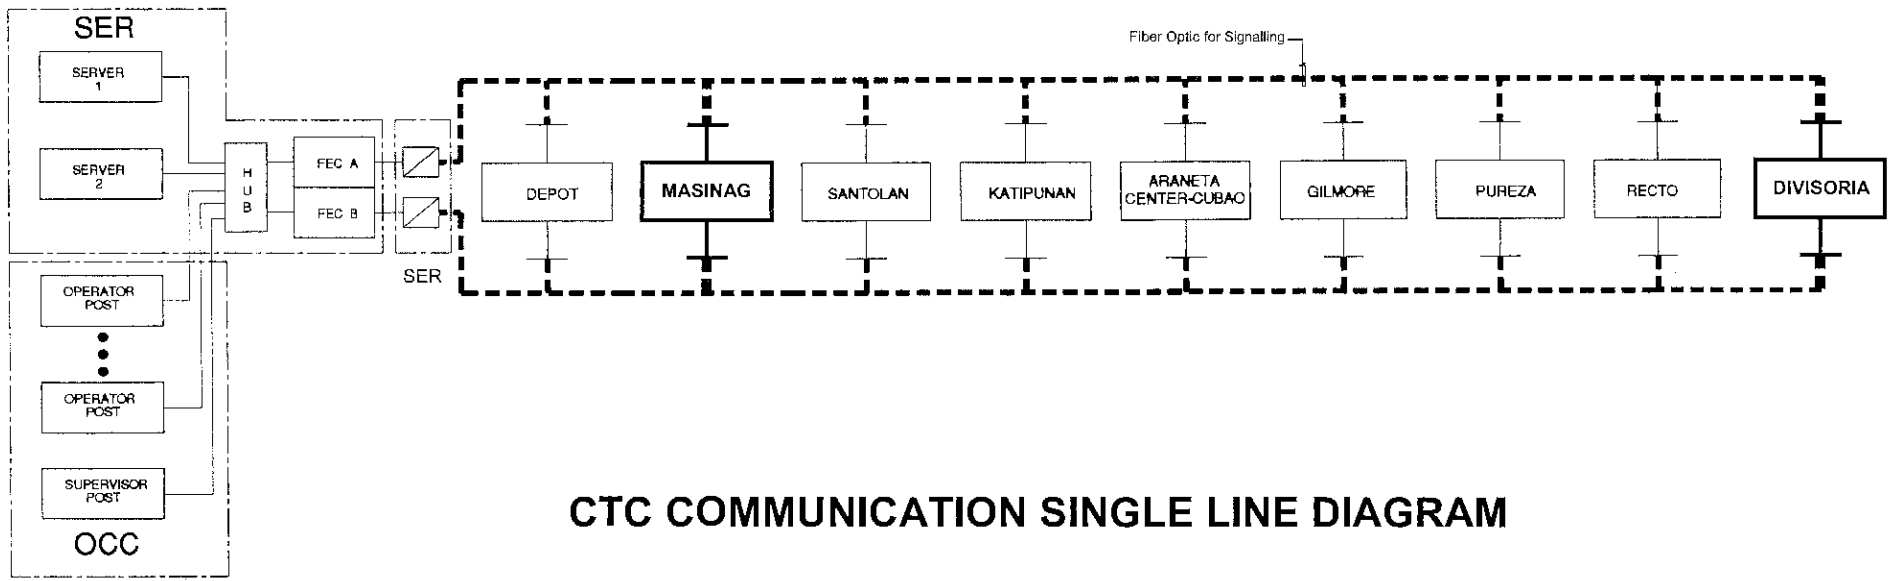 SER
SERVER
1
SERVER
2
H
U
B
FEC A
FEC B
SER
OPERATOR
POST
OPERATOR
POST
SUPERVISOR
POST
OCC
Fiber Optic for Signalling
DEPOT
MASINAG
SANTOLAN
KATIPUNAN
ARANETA
CENTER-CUBAO
GILMORE
PUREZA
RECTO
DIVISORIA
CTC COMMUNICATION SINGLE LINE DIAGRAM